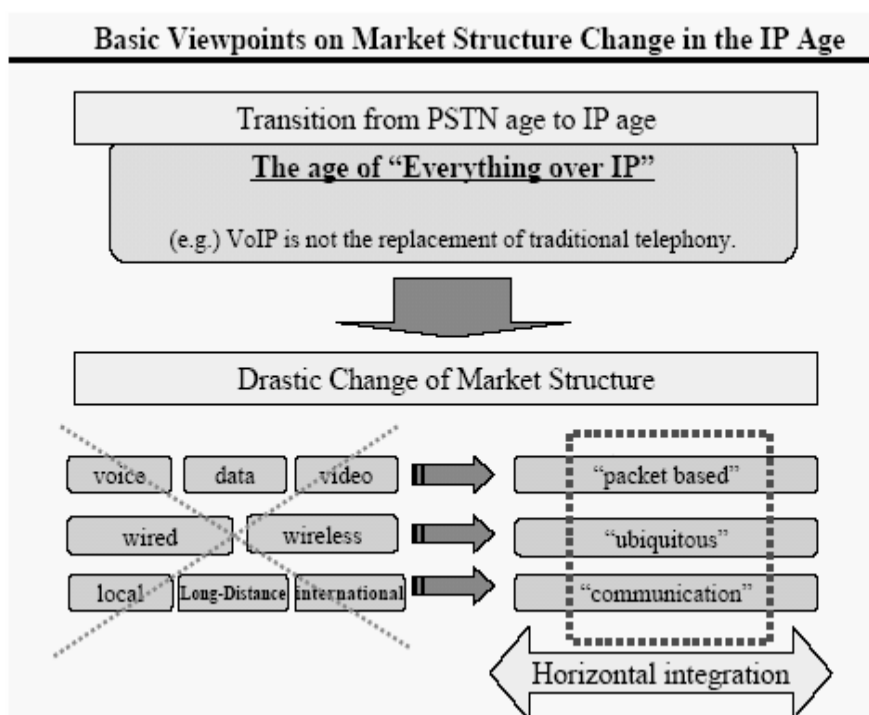 Basic Viewpoints on Market Structure Change in the IP Age
Transition from PSTN age to IP age
The age of “Everything over IP”
(e.g.) VoIP is not the replacement of traditional telephony.
Drastic Change of Market Structure
voice data video “packet based”
wired wireless “ubiquitous”
local Long-Distance international “communication”
Horizontal integration